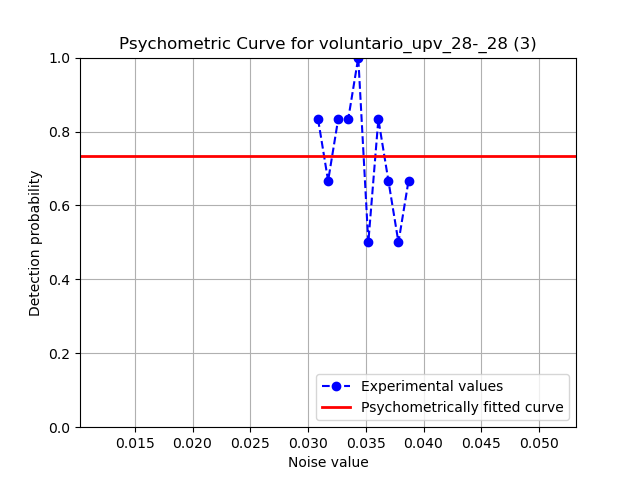 Psychometric Curve for voluntario_upv_28-_28 (3)
Detection probability
1.0
0.8
0.6
0.4
0.2
0.0
Experimental values
Psychometrically fitted curve
0.015 0.020 0.025 0.030 0.035 0.040 0.045 0.050
Noise value